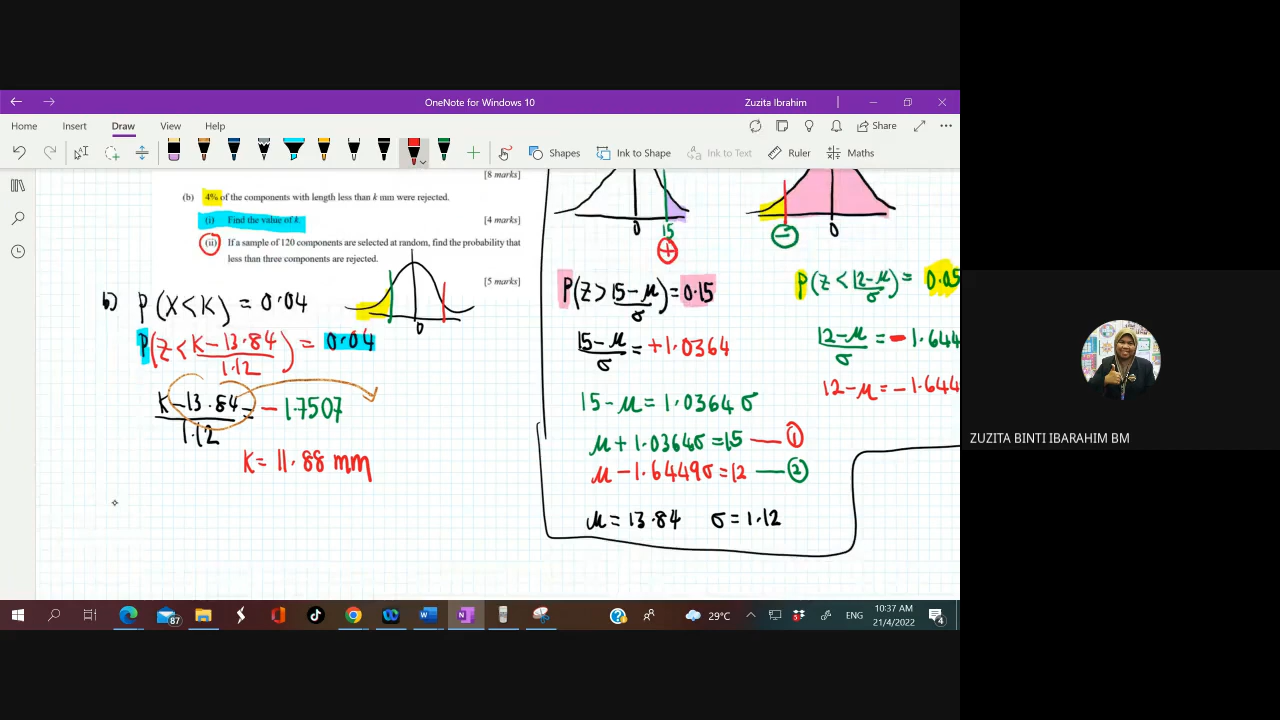 OneNote for Windows 10
Zuzita Ibrahim
Home Insert Draw View Help
Share
Shapes Ink to Shape Ink to Text Ruler Maths
[8 marks]
(b) 4% of the components with length less than k mm were rejected.
(i) Find the value of k.
[4 marks]
(ii) If a sample of 120 components are selected at random, find the probability that
less than three components are rejected.
[5 marks]
0
b) P(X<K) = 0.04
P(Z < K-13.84/1.12) = 0.04
K-13.84/1.12 = -1.7507
K = 11.88 mm
0 15
+
P(Z > 15-μ/σ) = 0.15
15-μ/σ = +1.0364
15-μ = 1.0364σ
μ + 1.0364σ = 15 — ①
μ - 1.6449σ = 12 — ②
μ = 13.84 σ = 1.12
0
−
P(Z < 12-μ/σ) = 0.05
12-μ/σ = -1.644
12-μ = -1.644
ZUZITA BINTI IBARAHIM BM
87
29°C
ENG
10:37 AM
21/4/2022
4